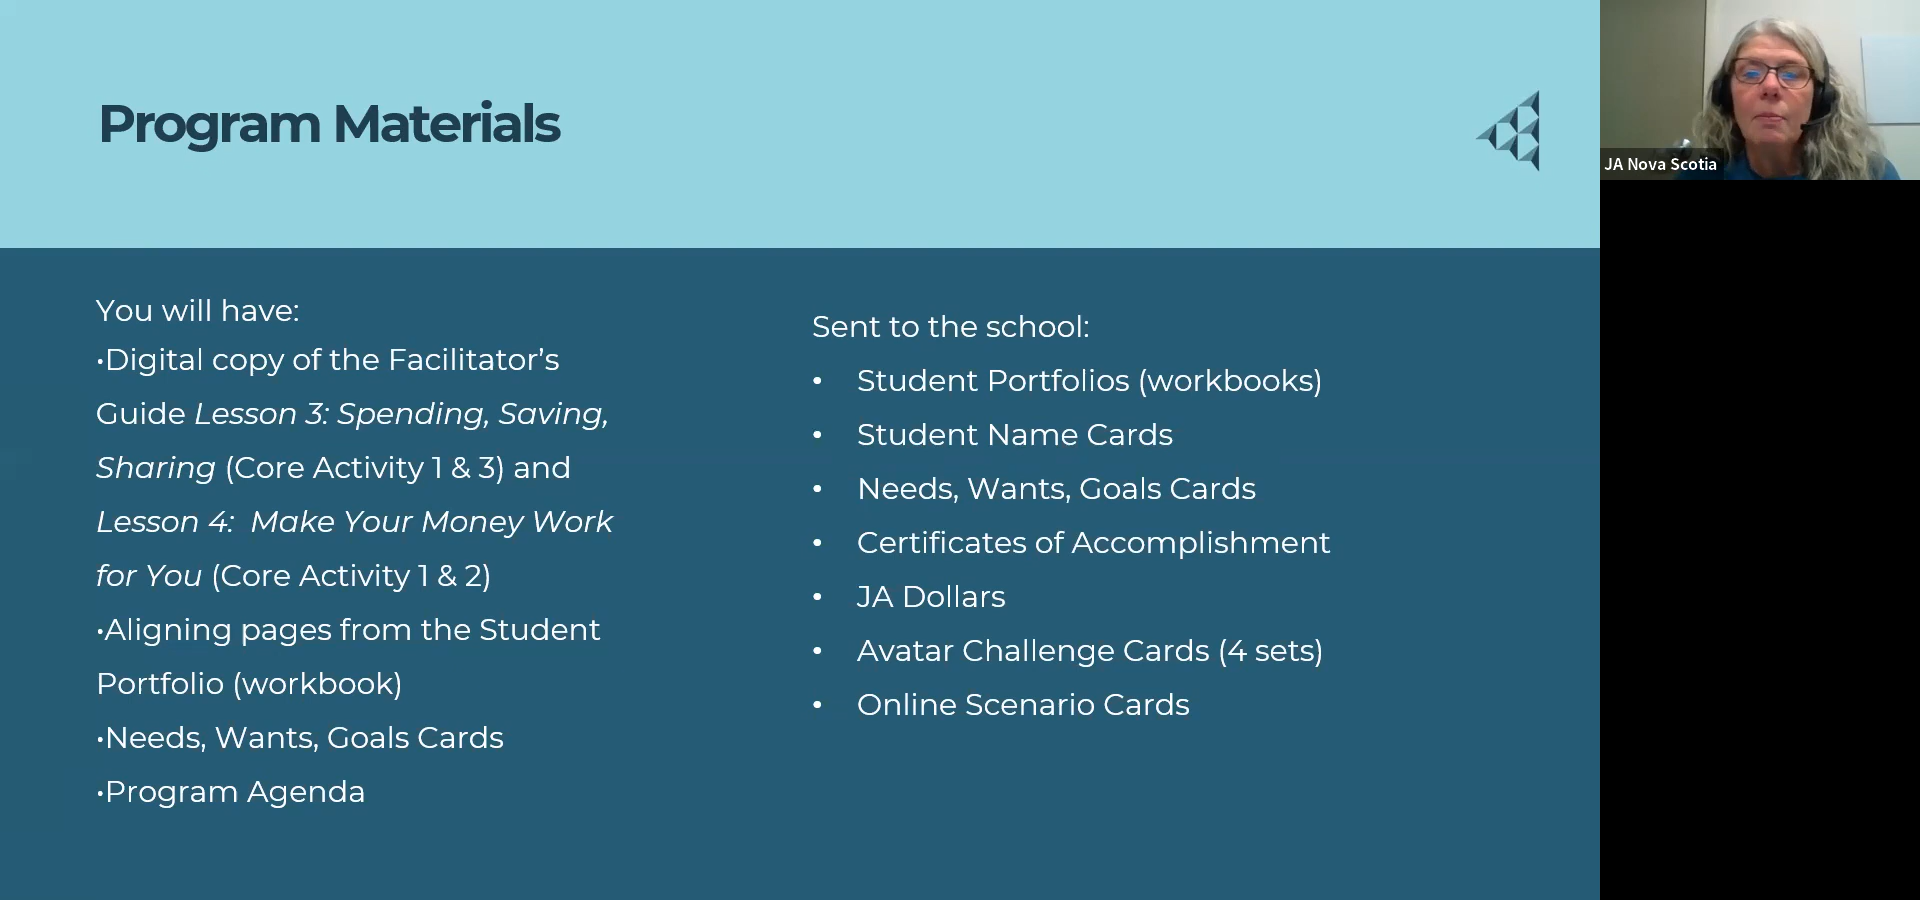 Program Materials
You will have:
•Digital copy of the Facilitator’s
Guide Lesson 3: Spending, Saving,
Sharing (Core Activity 1 & 3) and
Lesson 4:  Make Your Money Work
for You (Core Activity 1 & 2)
•Aligning pages from the Student
Portfolio (workbook)
•Needs, Wants, Goals Cards
•Program Agenda
Sent to the school:
• Student Portfolios (workbooks)
• Student Name Cards
• Needs, Wants, Goals Cards
• Certificates of Accomplishment
• JA Dollars
• Avatar Challenge Cards (4 sets)
• Online Scenario Cards
JA Nova Scotia